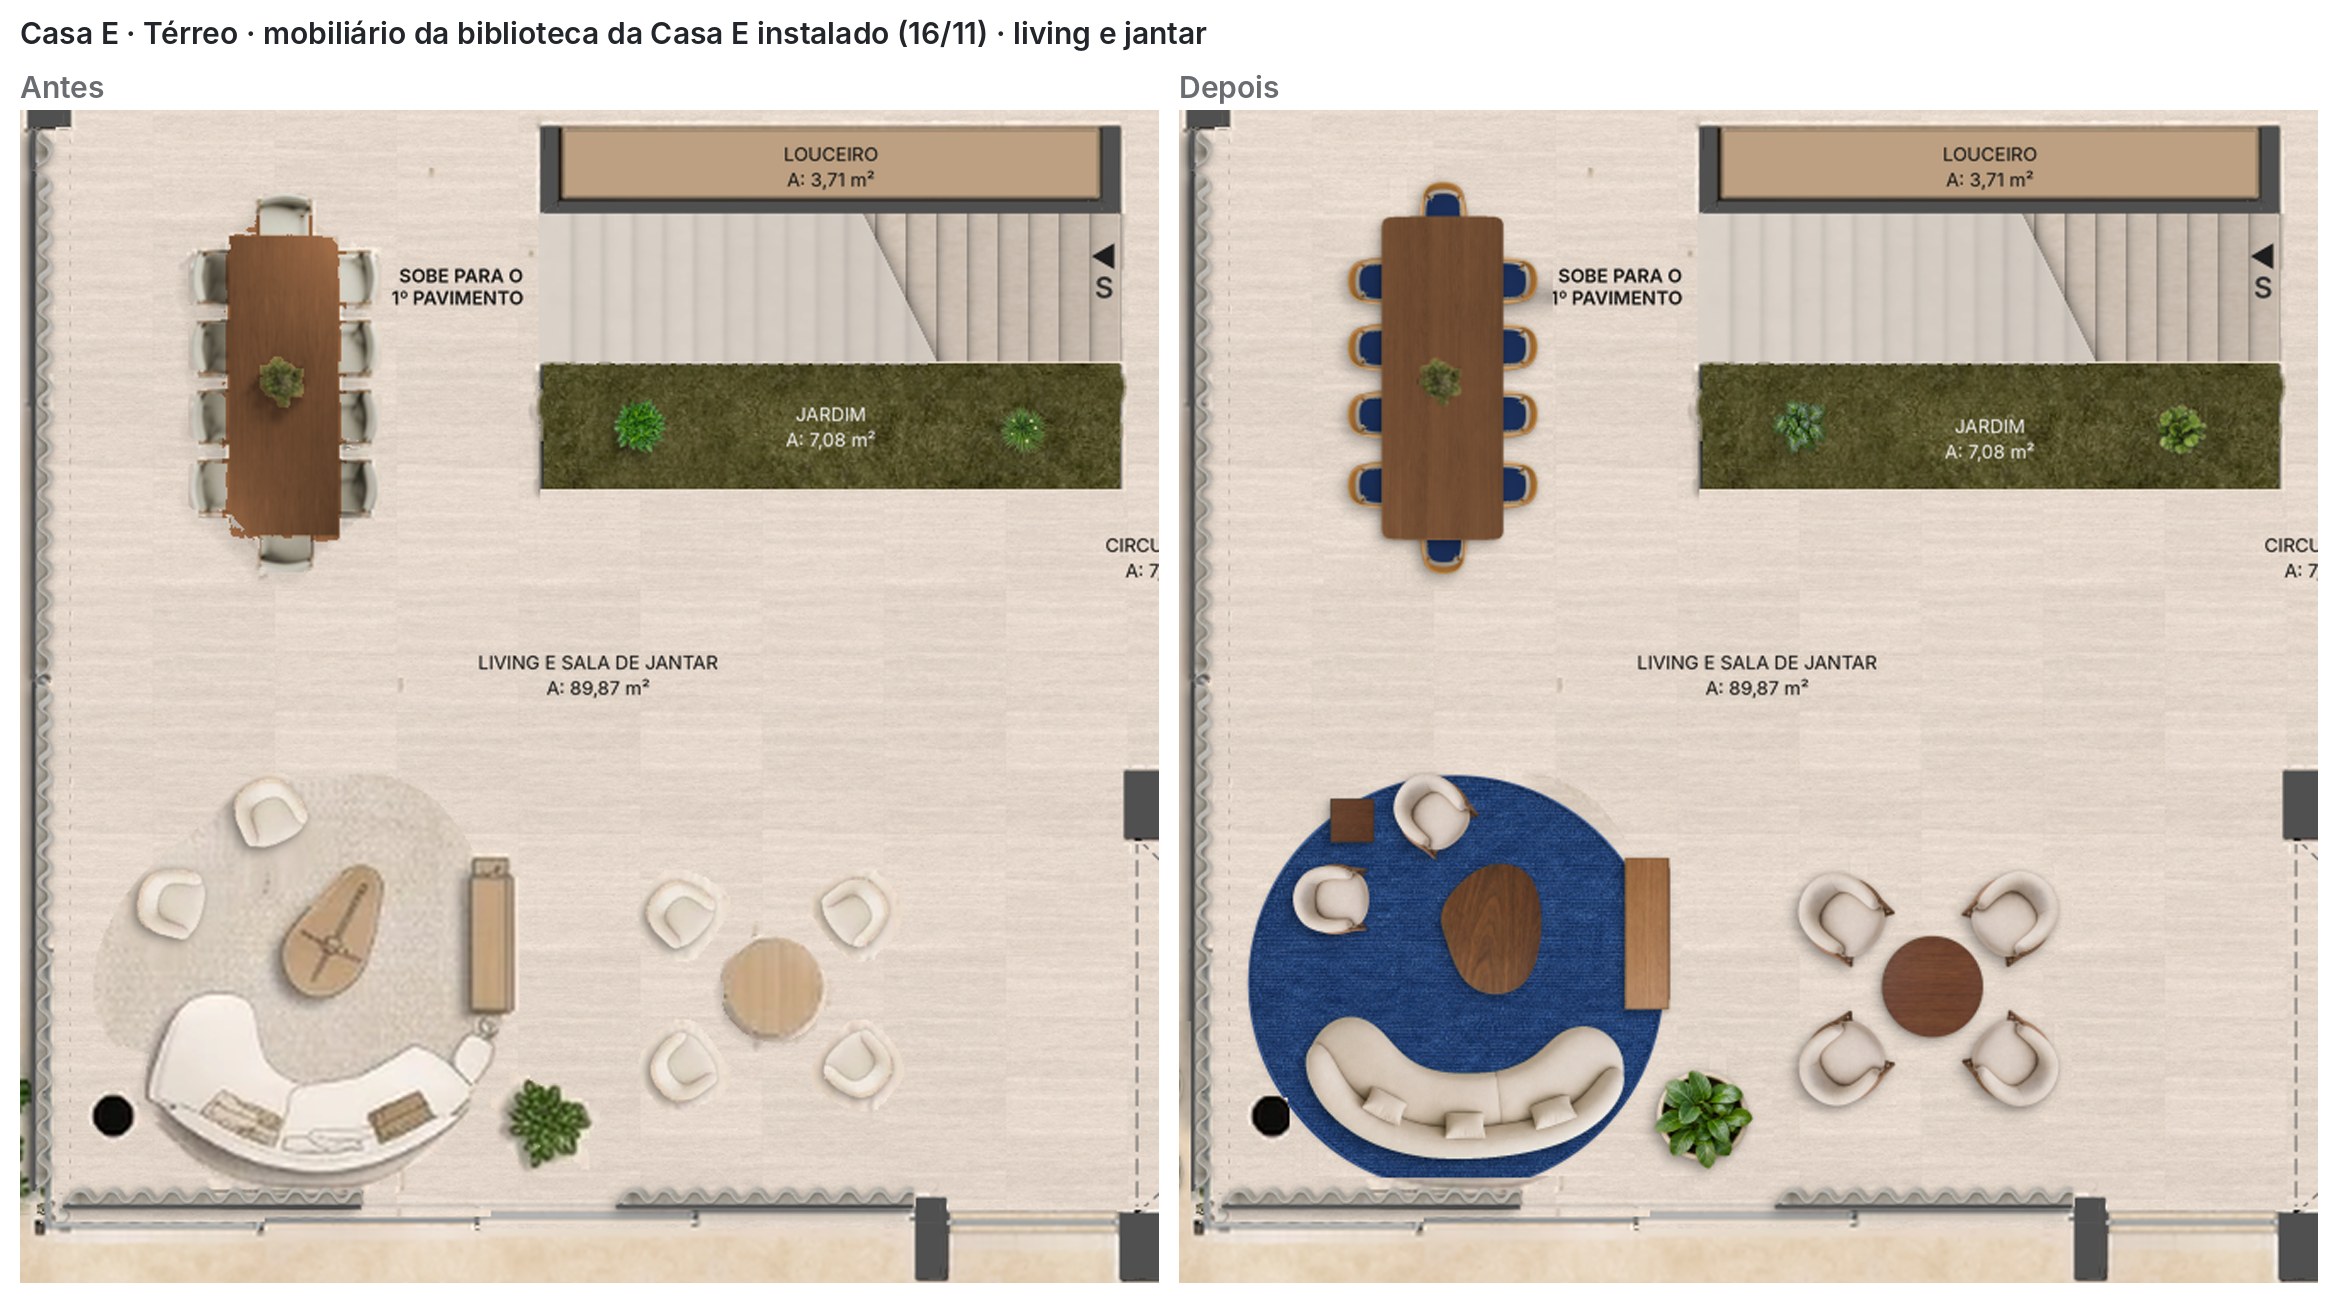 Casa E · Térreo · mobiliário da biblioteca da Casa E instalado (16/11) · living e jantar
Antes
LOUCEIRO
A: 3,71 m²
SOBE PARA O
1º PAVIMENTO
S
JARDIM
A: 7,08 m²
CIRCU
A: 7,
LIVING E SALA DE JANTAR
A: 89,87 m²
Depois
LOUCEIRO
A: 3,71 m²
SOBE PARA O
1º PAVIMENTO
S
JARDIM
A: 7,08 m²
CIRCU
A: 7,
LIVING E SALA DE JANTAR
A: 89,87 m²